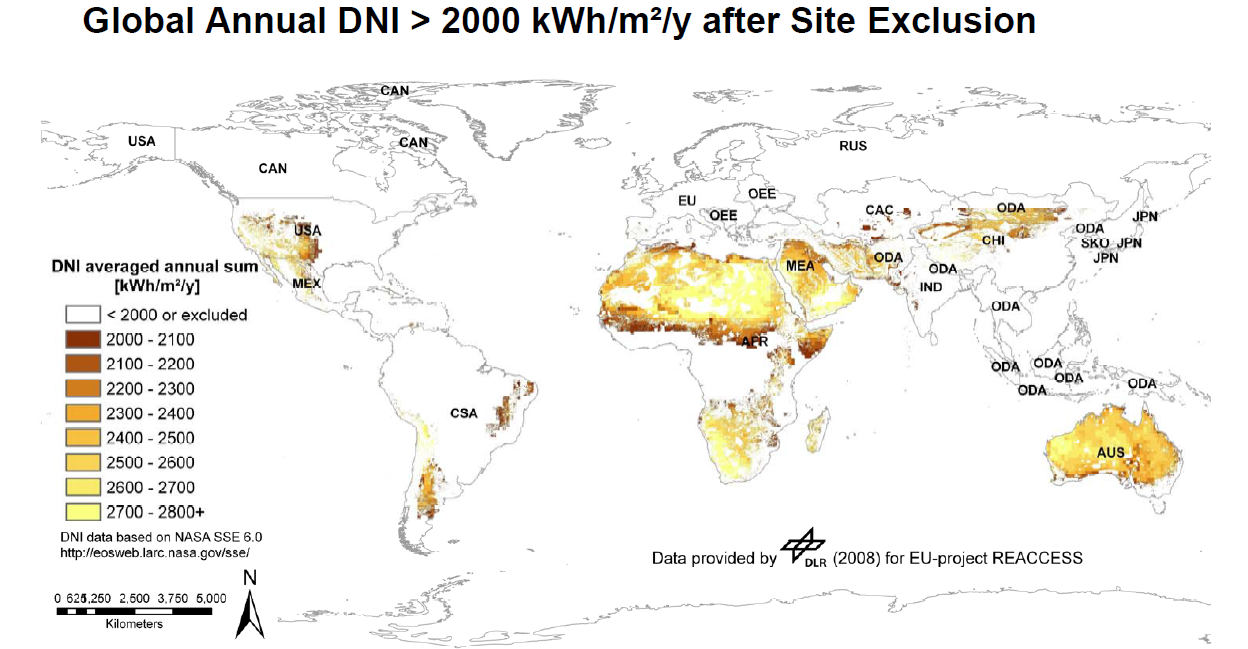 Global Annual DNI > 2000 kWh/m²/y after Site Exclusion
CAN
USA
CAN
CAN
RUS
EU
OEE
OEE
CAC
ODA
JPN
ODA
USA
CHI
SKO
JPN
JPN
ODA
MEA
ODA
IND
MEX
ODA
AFR
ODA
ODA
ODA
ODA
ODA
CSA
AUS
DNI averaged annual sum
[kWh/m²/y]
< 2000 or excluded
2000 - 2100
2100 - 2200
2200 - 2300
2300 - 2400
2400 - 2500
2500 - 2600
2600 - 2700
2700 - 2800+
DNI data based on NASA SSE 6.0
http://eosweb.larc.nasa.gov/sse/
Data provided by DLR (2008) for EU-project REACCESS
N
0 625 1,250 2,500 3,750 5,000
Kilometers